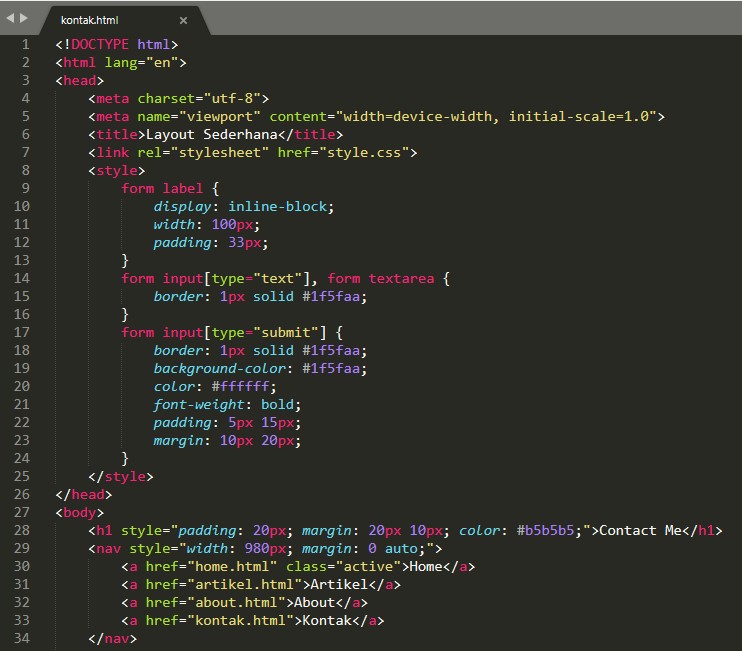 kontak.html ×
1 <!DOCTYPE html>
2 <html lang="en">
3 <head>
4     <meta charset="utf-8">
5     <meta name="viewport" content="width=device-width, initial-scale=1.0">
6     <title>Layout Sederhana</title>
7     <link rel="stylesheet" href="style.css">
8     <style>
9         form label {
10             display: inline-block;
11             width: 100px;
12             padding: 33px;
13         }
14         form input[type="text"], form textarea {
15             border: 1px solid #1f5faa;
16         }
17         form input[type="submit"] {
18             border: 1px solid #1f5faa;
19             background-color: #1f5faa;
20             color: #ffffff;
21             font-weight: bold;
22             padding: 5px 15px;
23             margin: 10px 20px;
24         }
25     </style>
26 </head>
27 <body>
28     <h1 style="padding: 20px; margin: 20px 10px; color: #b5b5b5;">Contact Me</h1>
29     <nav style="width: 980px; margin: 0 auto;">
30         <a href="home.html" class="active">Home</a>
31         <a href="artikel.html">Artikel</a>
32         <a href="about.html">About</a>
33         <a href="kontak.html">Kontak</a>
34     </nav>